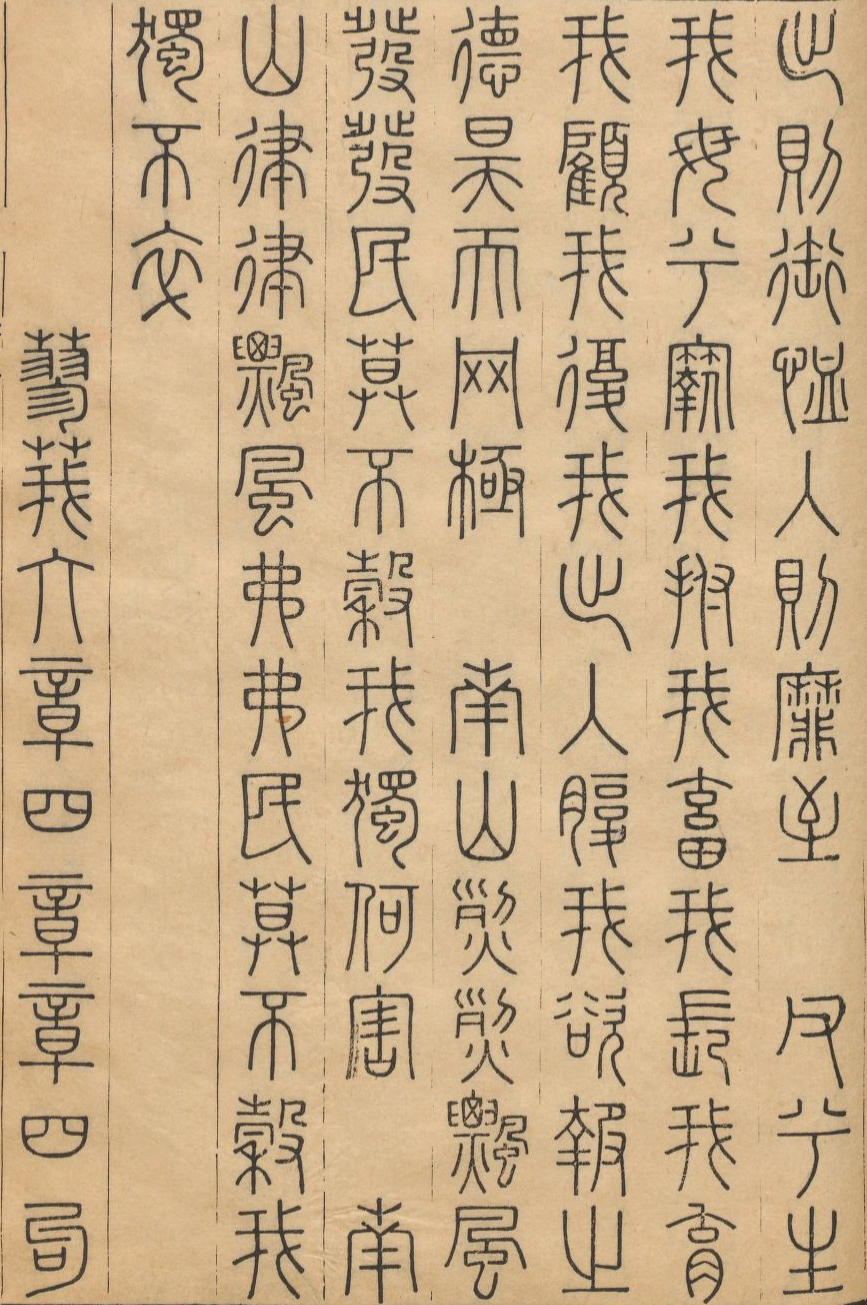 出則銜恤入則靡至　父兮生
我母兮鞠我拊我畜我長我育
我顧我復我出入腹我欲報之
德昊天网極　南山烈烈飄風
發發民莫不穀我獨何害　南
山律律飄風弗弗民莫不穀我
獨不卒
蓼莪六章四章章四句